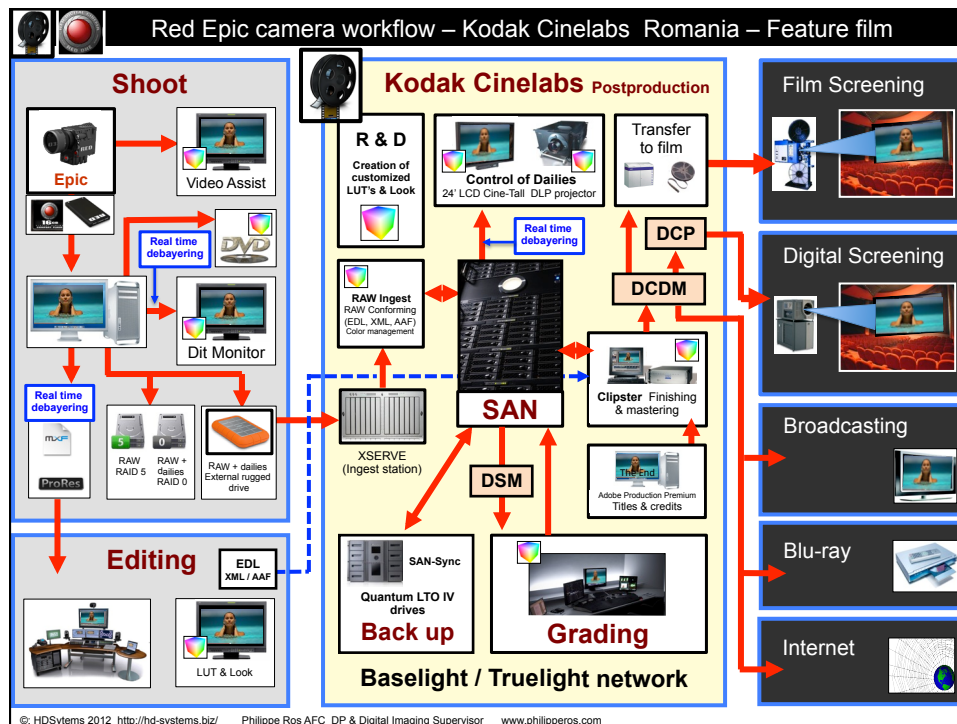 Red Epic camera workflow – Kodak Cinelabs Romania – Feature film
Shoot
Epic
Video Assist
Real time
debayering
DVD
Dit Monitor
Real time
debayering
MXF
ProRes
5
RAW
RAID 5
0
RAW +
dailies
RAID 0
RAW + dailies
External rugged
drive
Editing
EDL
XML / AAF
LUT & Look
Kodak Cinelabs Postproduction
R & D
Creation of
customized
LUT's & Look
Control of Dailies
24' LCD Cine-Tall DLP projector
Transfer
to film
Real time
debayering
DCP
DCDM
RAW Ingest
RAW Conforming
(EDL, XML, AAF)
Color management
XSERVE
(Ingest station)
SAN
Clipster Finishing
& mastering
The End
Adobe Production Premium
Titles & credits
DSM
SAN-Sync
Quantum LTO IV
drives
Back up
Grading
Baselight / Truelight network
Film Screening
Digital Screening
Broadcasting
Blu-ray
Internet
©: HDSytems 2012 http://hd-systems.biz/ Philippe Ros AFC DP & Digital Imaging Supervisor www.philipperos.com